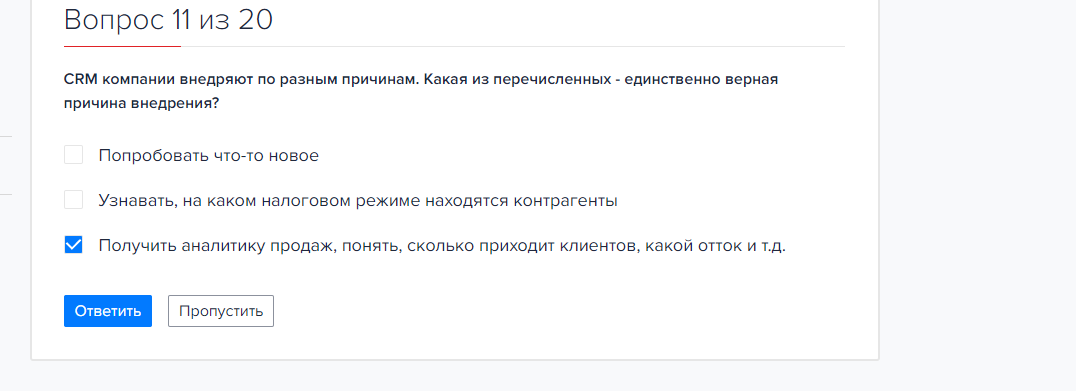 Вопрос 11 из 20
CRM компании внедряют по разным причинам. Какая из перечисленных - единственно верная
причина внедрения?
Попробовать что-то новое
Узнавать, на каком налоговом режиме находятся контрагенты
Получить аналитику продаж, понять, сколько приходит клиентов, какой отток и т.д.
Ответить
Пропустить